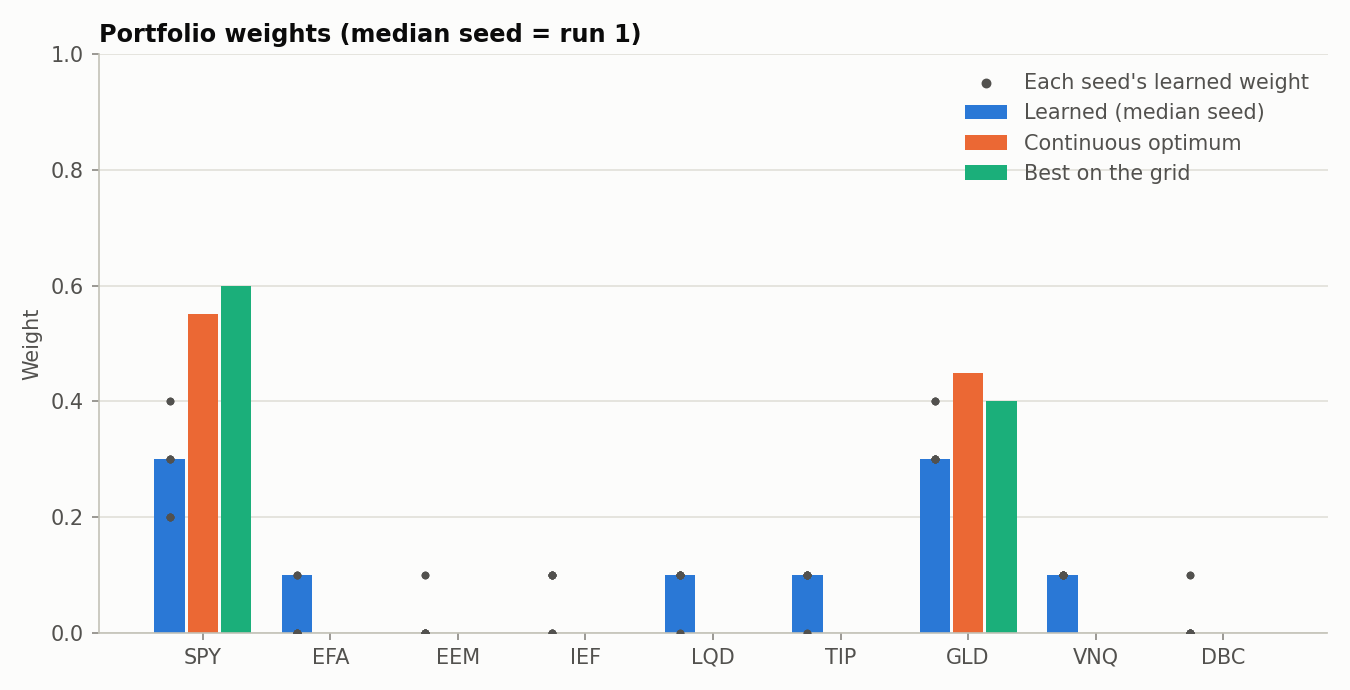 Portfolio weights (median seed = run 1)
Each seed's learned weight
Learned (median seed)
Continuous optimum
Best on the grid
Weight
1.0
0.8
0.6
0.4
0.2
0.0
SPY EFA EEM IEF LQD TIP GLD VNQ DBC